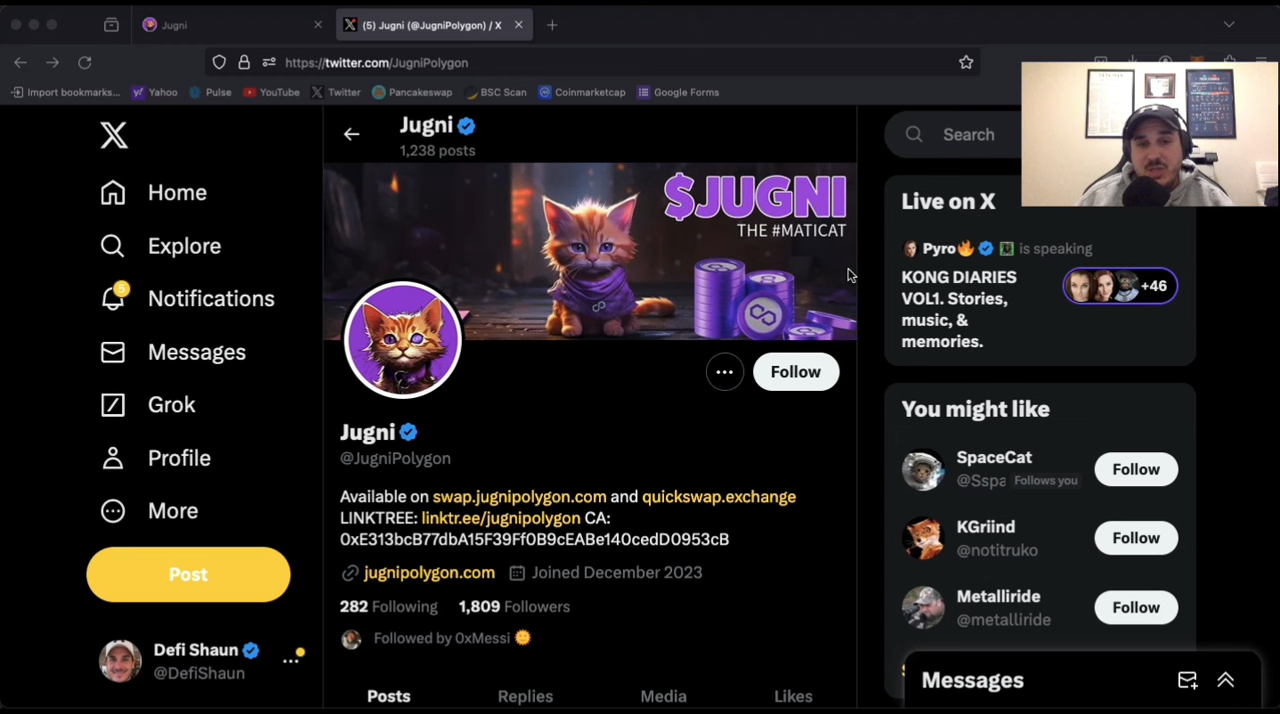 Jugni
(5) Jugni (@JugniPolygon) / X
https://twitter.com/JugniPolygon
Import bookmarks...
Yahoo
Pulse
YouTube
Twitter
Pancakeswap
BSC Scan
Coinmarketcap
Google Forms
Home
Explore
5
Notifications
Messages
Grok
Profile
More
Post
Defi Shaun
@DefiShaun
Jugni
1,238 posts
$JUGNI
THE #MATICAT
Follow
Jugni
@JugniPolygon
Available on swap.jugnipolygon.com and quickswap.exchange
LINKTREE: linktr.ee/jugnipolygon CA:
0xE313bcB77dbA15F39Ff0B9cEABe140cedD0953cB
jugnipolygon.com Joined December 2023
282 Following 1,809 Followers
Followed by 0xMessi
Posts Replies Media Likes
Search
Live on X
Pyro is speaking
KONG DIARIES
VOL1. Stories,
music, &
memories.
+46
You might like
SpaceCat
@Sspa Follows you
Follow
KGriind
@notitruko
Follow
Metalliride
@metalliride
Follow
Messages